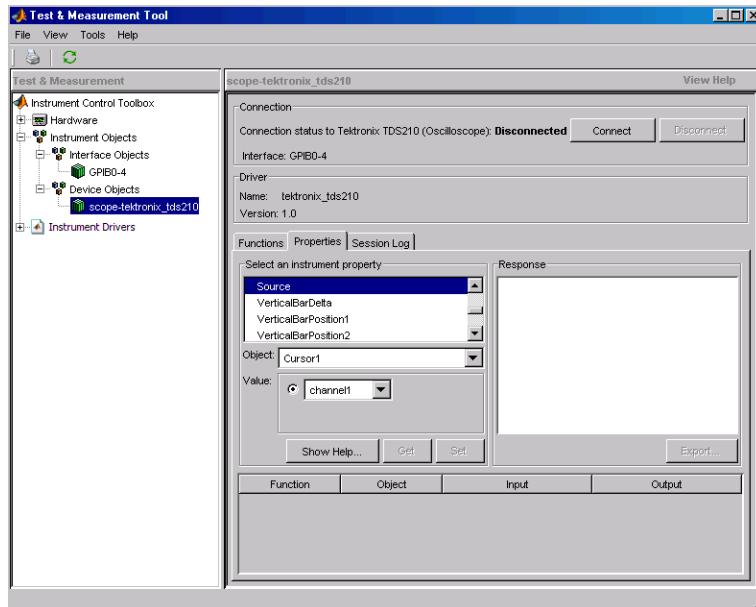 Test & Measurement Tool
File View Tools Help
Test & Measurement
Instrument Control Toolbox
Hardware
Instrument Objects
Interface Objects
GPIB0-4
Device Objects
scope-tektronix_tds210
Instrument Drivers
scope-tektronix_tds210 View Help
Connection
Connection status to Tektronix TDS210 (Oscilloscope): Disconnected Connect Disconnect
Interface: GPIB0-4
Driver
Name: tektronix_tds210
Version: 1.0
Functions Properties Session Log
Select an instrument property
Source
VerticalBarDelta
VerticalBarPosition1
VerticalBarPosition2
Object: Cursor1
Value: channel1
Show Help... Get Set
Response
Export...
Function Object Input Output